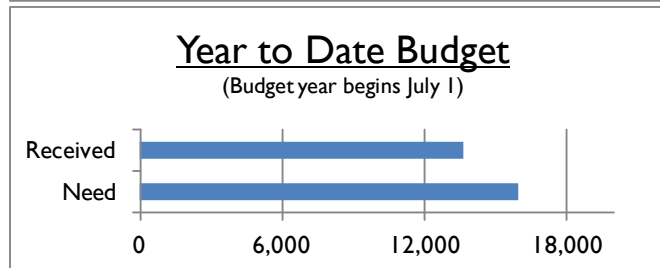 Year to Date Budget
(Budget year begins July 1)
Received
Need
0 6,000 12,000 18,000